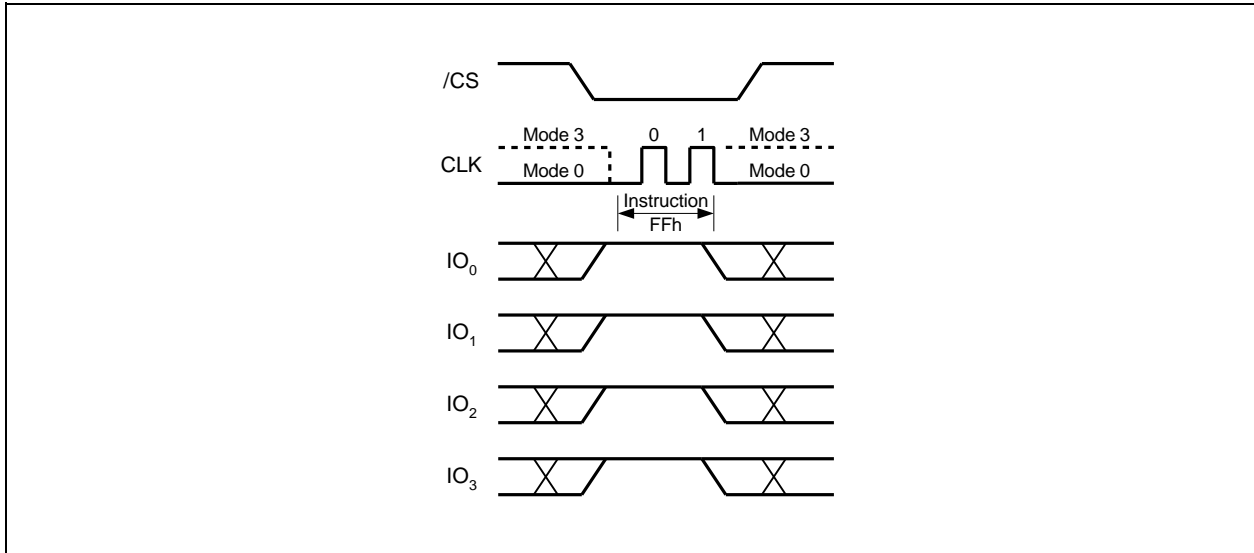 /CS
Mode 3 0 1 Mode 3
CLK
Mode 0 Mode 0
Instruction
FFh
IO0
IO1
IO2
IO3